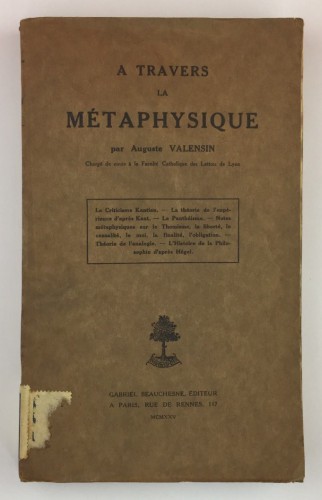 A TRAVERS
LA
MÉTAPHYSIQUE
par Auguste VALENSIN
Chargé de cours à la Faculté Catholique des Lettres de Lyon
Le Criticisme Kantien. — La théorie de l'expé-
rience d'après Kant. — Le Panthéisme. — Notes
métaphysiques sur le Thomisme, la liberté, la
causalité, le moi, la finalité, l'obligation. —
Théorie de l'analogie. — L'Histoire de la Philo-
sophie d'après Hégel.
GABRIEL BEAUCHESNE, ÉDITEUR
A PARIS, RUE DE RENNES, 117
MCMXXV